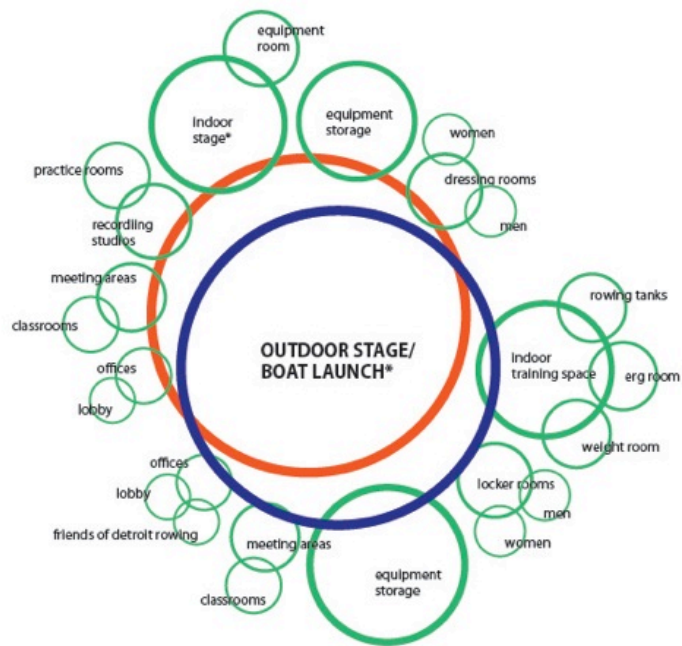 equipment
room
indoor
stage*
equipment
storage
women
dressing rooms
men
practice rooms
recordiing
studios
meeting areas
classrooms
offices
lobby
OUTDOOR STAGE/
BOAT LAUNCH*
rowing tanks
indoor
training space
erg room
weight room
locker rooms
men
women
offices
lobby
friends of detroit rowing
meeting areas
classrooms
equipment
storage